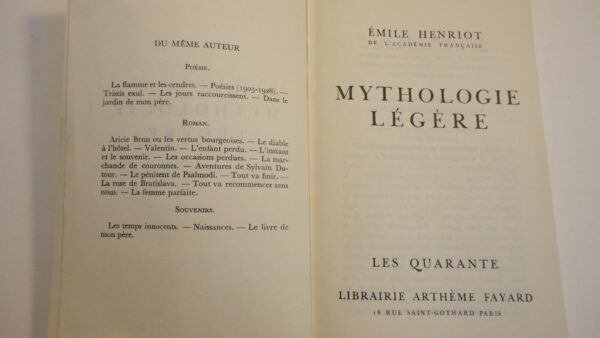 DU MÊME AUTEUR
POÉSIE.
La flamme et les cendres. — Poésies (1905-1928). —
Tristis exul. — Les jours raccourcissent. — Dans le
jardin de mon père.
ROMAN.
Aricie Brun ou les vertus bourgeoises. — Le diable
à l'hôtel. — Valentin. — L'enfant perdu. — L'instant
et le souvenir. — Les occasions perdues. — La mar-
chande de couronnes. — Aventures de Sylvain Du-
tour. — Le pénitent de Psalmodi. — Tout va finir. —
La rose de Bratislava. — Tout va recommencer sans
nous. — La femme parfaite.
SOUVENIRS.
Les temps innocents. — Naissances. — Le livre de
mon père.
ÉMILE HENRIOT
DE L'ACADÉMIE FRANÇAISE
MYTHOLOGIE
LÉGÈRE
LES QUARANTE
LIBRAIRIE ARTHÈME FAYARD
18 RUE SAINT-GOTHARD PARIS